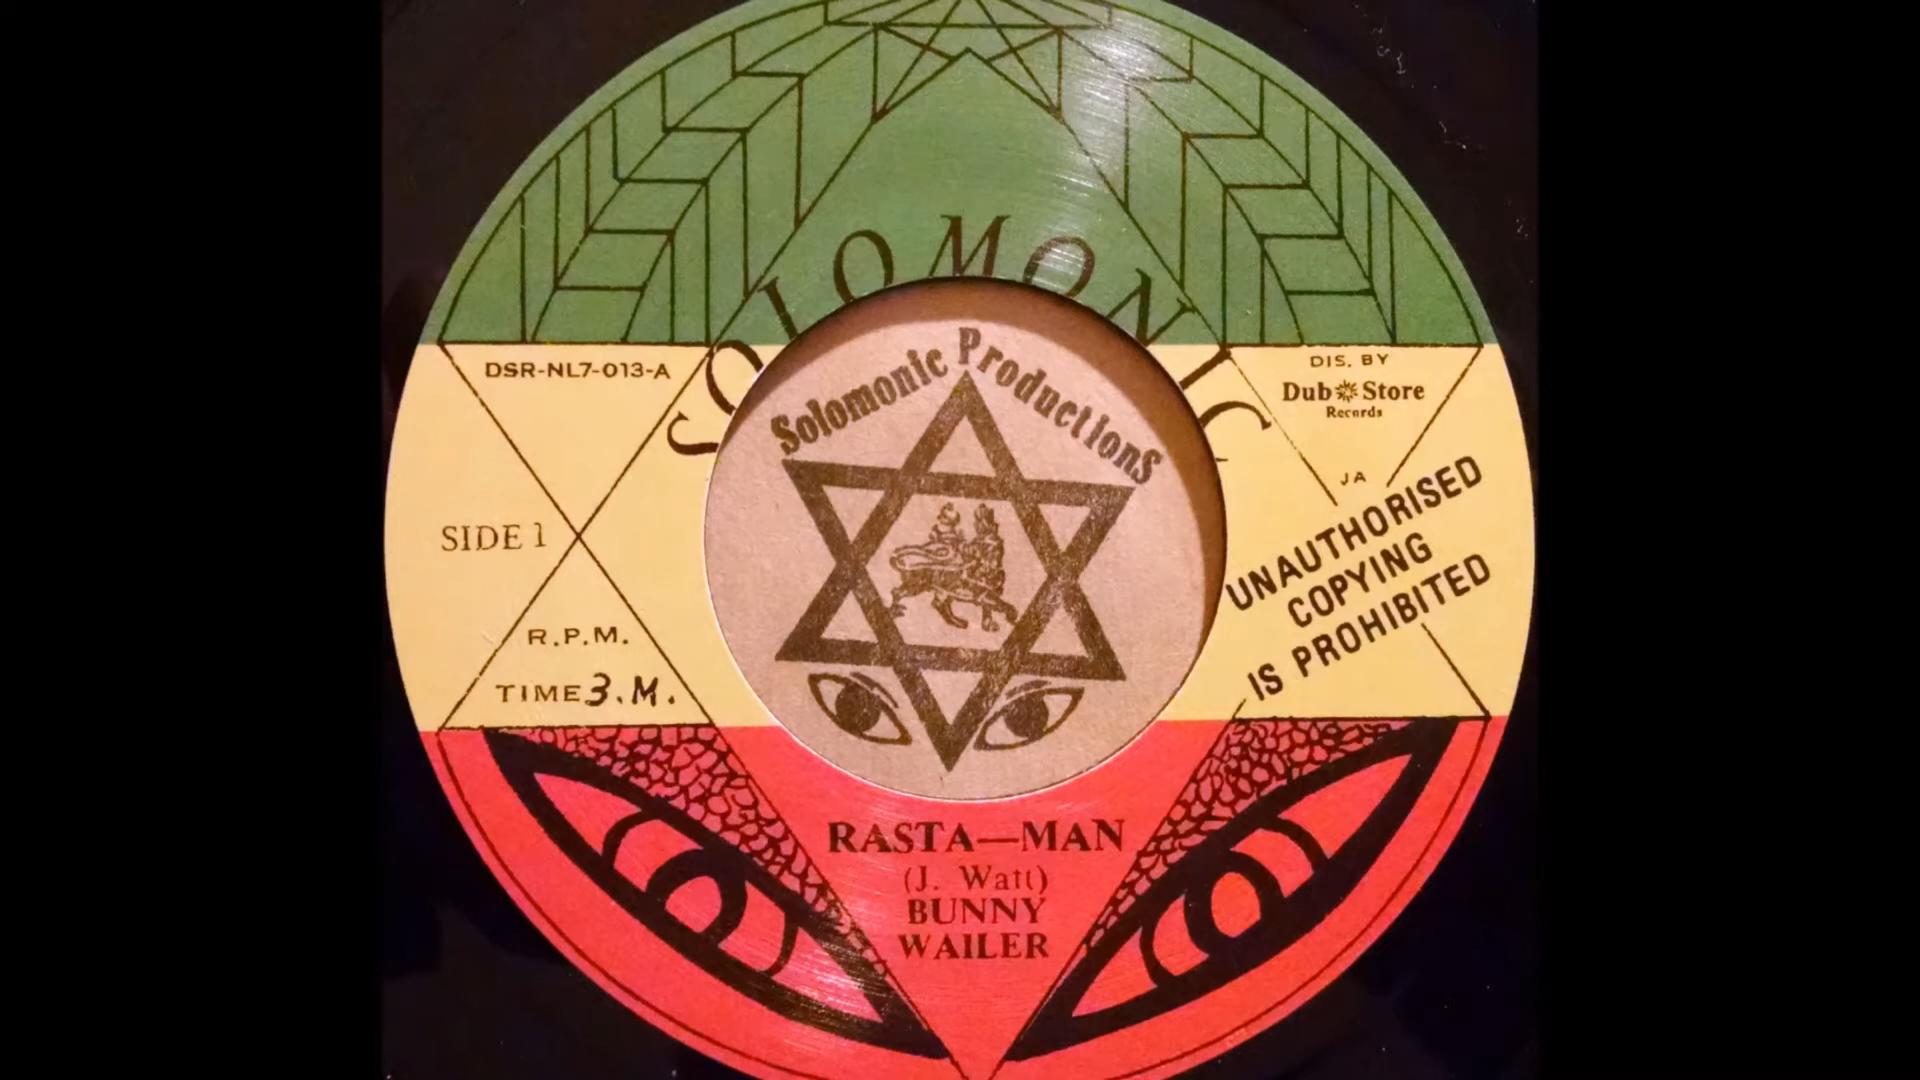 SOLOMONIC
DSR-NL7-013-A
DIS. BY
Dub Store
Records
Solomonic ProductionS
JA
UNAUTHORISED
COPYING
IS PROHIBITED
SIDE 1
R.P.M.
TIME 3.M.
RASTA—MAN
(J. Watt)
BUNNY
WAILER